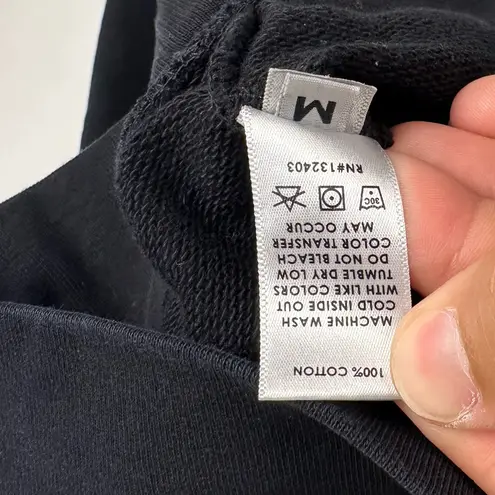 100% COTTON
MACHINE WASH
COLD INSIDE OUT
WITH LIKE COLORS
TUMBLE DRY LOW
DO NOT BLEACH
COLOR TRANSFER
MAY OCCUR
30C
RN#132403
M